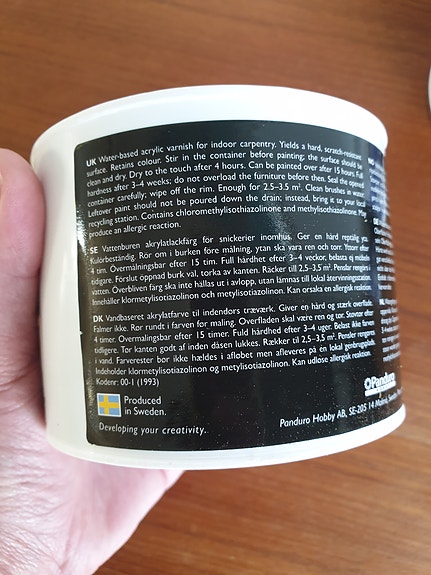 UK Water-based acrylic varnish for indoor carpentry. Yields a hard, scratch-resistant
surface. Retains colour. Stir in the container before painting; the surface should be
clean and dry. Dry to the touch after 4 hours. Can be painted over after 15 hours. Full
hardness after 3–4 weeks; do not overload the furniture before then. Seal the opened
container carefully; wipe off the rim. Enough for 2.5–3.5 m². Clean brushes in water.
Leftover paint should not be poured down the drain; instead, bring it to your local
recycling station. Contains chloromethylisothiazolinone and methylisothiazolinone. May
produce an allergic reaction.
SE Vattenburen akrylatlackfärg för snickerier inomhus. Ger en hård reptålig yta.
Kulörbeständig. Rör om i burken före målning, ytan ska vara ren och torr. Yttorr efter
4 tim. Övermålningsbar efter 15 tim. Full hårdhet efter 3–4 veckor, belasta ej möbeln
tidigare. Förslut öppnad burk väl, torka av kanten. Räcker till 2,5–3,5 m². Penslar rengörs i
vatten. Överbliven färg ska inte hällas ut i avlopp, utan lämnas till lokal återvinningsstation.
Innehåller klormetylisotiazolinon och metylisotiazolinon. Kan orsaka en allergisk reaktion.
DK Vandbaseret akrylatfarve til indendørs træværk. Giver en hård og stærk overflade.
Falmer ikke. Rør rundt i farven før maling. Overfladen skal være ren og tør. Støvtør efter
4 timer. Overmalingsbar efter 15 timer. Fuld hårdhed efter 3–4 uger. Belast ikke farven
tidligere. Tør kanten godt af inden dåsen lukkes. Rækker til 2,5–3,5 m². Pensler rengøres
i vand. Farverester bør ikke hældes i afløbet men afleveres på en lokal genbrugsplads.
Indeholder klormetylisotiazolinon og metylisotiazolinon. Kan udløse allergisk reaktion.
Kodenr: 00-1 (1993)
Panduro
Produced
in Sweden.
Developing your creativity.
Panduro Hobby AB, SE-205 14 Malmö, Sweden